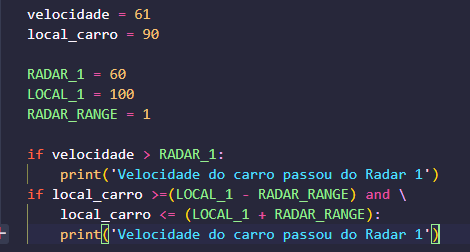 velocidade = 61
local_carro = 90
RADAR_1 = 60
LOCAL_1 = 100
RADAR_RANGE = 1
if velocidade > RADAR_1:
print('Velocidade do carro passou do Radar 1')
if local_carro >=(LOCAL_1 - RADAR_RANGE) and \
local_carro <= (LOCAL_1 + RADAR_RANGE):
print('Velocidade do carro passou do Radar 1')